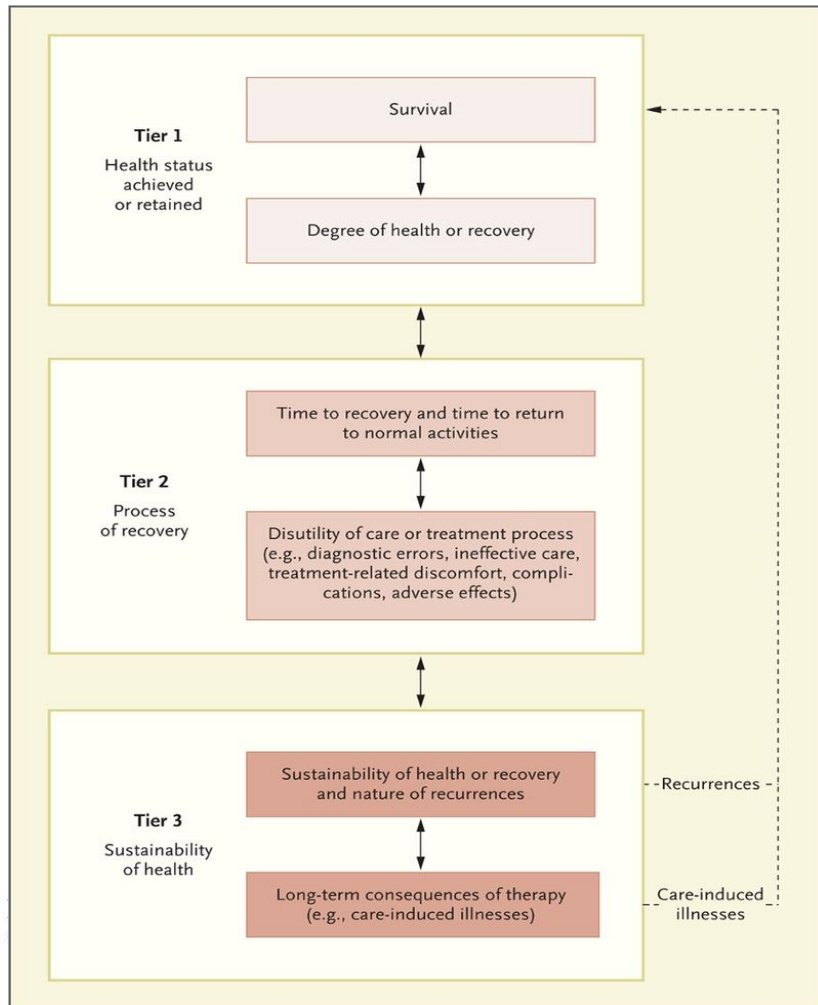 Survival
Tier 1
Health status
achieved
or retained
Degree of health or recovery
Time to recovery and time to return
to normal activities
Tier 2
Process
of recovery
Disutility of care or treatment process
(e.g., diagnostic errors, ineffective care,
treatment-related discomfort, compli-
cations, adverse effects)
Sustainability of health or recovery
and nature of recurrences
Recurrences
Tier 3
Sustainability
of health
Long-term consequences of therapy
(e.g., care-induced illnesses)
Care-induced
illnesses